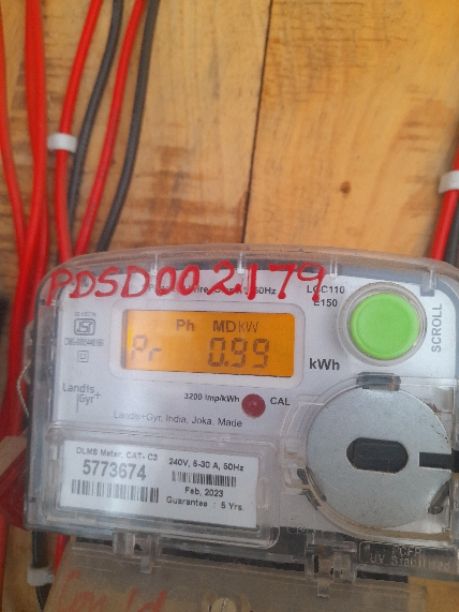 PDSD002179
LGC110
E150
SCROLL
Ph MD kW
Pr 0.99
kWh
Landis
Gyr+
3200 imp/kWh
CAL
Landis+Gyr, India, Joka, Made
DLMS Meter, CAT- C3
5773674
240V, 5-30 A, 50Hz
Feb, 2023
Guarantee : 5 Yrs.